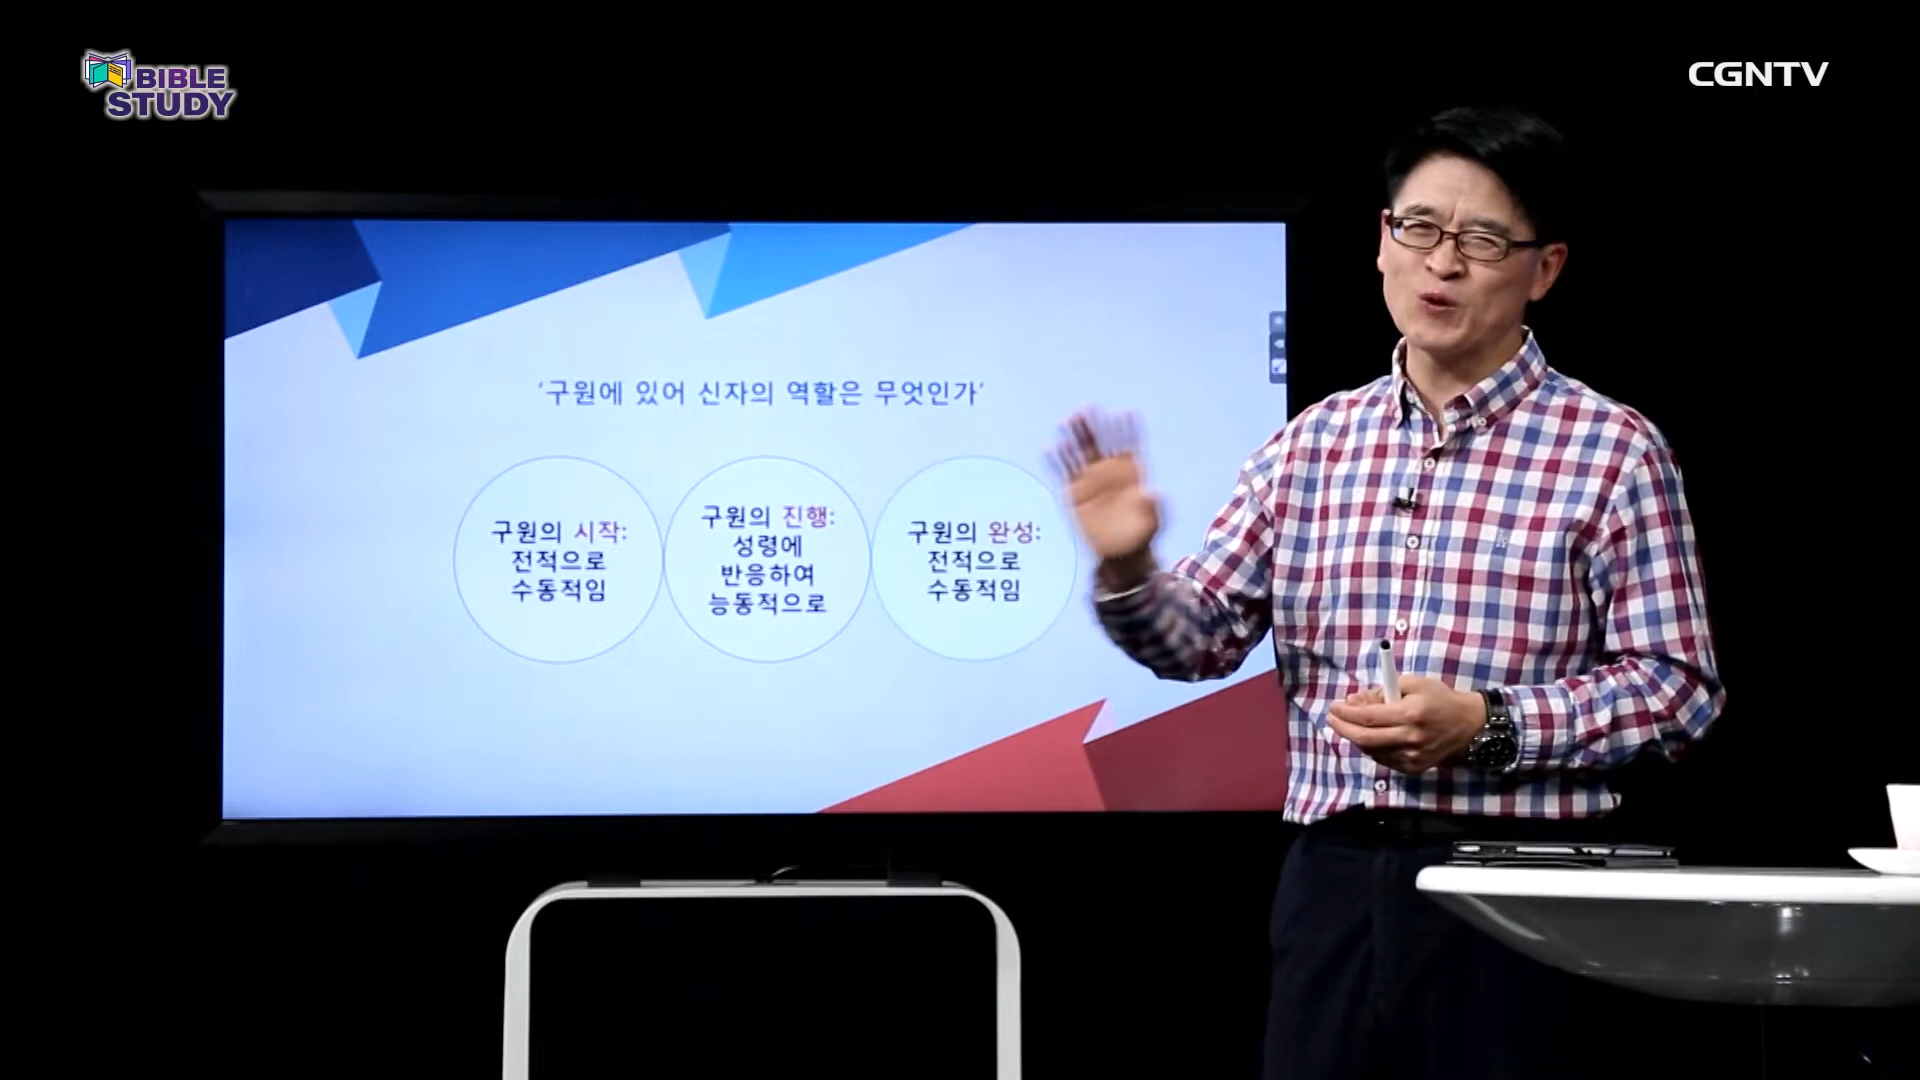 BIBLE
STUDY
CGNTV
'구원에 있어 신자의 역할은 무엇인가'
구원의 시작:
전적으로
수동적임
구원의 진행:
성령에
반응하여
능동적으로
구원의 완성:
전적으로
수동적임